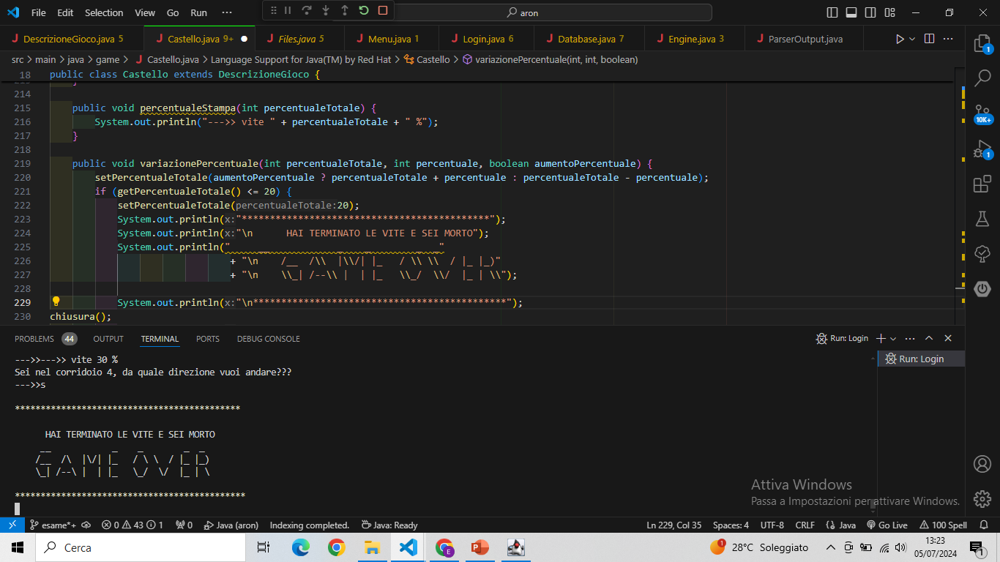 File Edit Selection View Go Run ··· aron
DescrizioneGioco.java 5 Castello.java 9+ Files.java 5 Menu.java 1 Login.java 6 Database.java 7 Engine.java 3 ParserOutput.java
src > main > java > game > Castello.java > Language Support for Java(TM) by Red Hat > Castello > variazionePercentuale(int, int, boolean)
18 public class Castello extends DescrizioneGioco {
214
215 public void percentualeStampa(int percentualeTotale) {
216 System.out.println("--->> vite " + percentualeTotale + " %");
217 }
218
219 public void variazionePercentuale(int percentualeTotale, int percentuale, boolean aumentoPercentuale) {
220 setPercentualeTotale(aumentoPercentuale ? percentualeTotale + percentuale : percentualeTotale - percentuale);
221 if (getPercentualeTotale() <= 20) {
222 setPercentualeTotale(percentualeTotale:20);
223 System.out.println(x:"********************************************");
224 System.out.println(x:"\n      HAI TERMINATO LE VITE E SEI MORTO");
225 System.out.println("      __            _    _        _  _"
226 + "\n    /__  /\\  |\\/| |_   / \\ \\  / |_ |_)"
227 + "\n    \\_| /--\\ |  | |_   \\_/  \\/  |_ | \\");
228
229 System.out.println(x:"\n*********************************************");
230 chiusura();
PROBLEMS 44 OUTPUT TERMINAL PORTS DEBUG CONSOLE Run: Login
--->>--->> vite 30 %
Sei nel corridoio 4, da quale direzione vuoi andare???
--->>s
********************************************
HAI TERMINATO LE VITE E SEI MORTO
 __            _    _        _  _
/__  /\  |\/| |_   / \ \  / |_ |_)
\_| /--\ |  | |_   \_/  \/  |_ | \
*********************************************
Run: Login
1
10K+
1
Attiva Windows
Passa a Impostazioni per attivare Windows.
esame*+ 0 43 1 0 Java (aron) Indexing completed. Java: Ready Ln 229, Col 35 Spaces: 4 UTF-8 CRLF Java Go Live 100 Spell
Cerca 1 28°C Soleggiato 13:23
05/07/2024 1